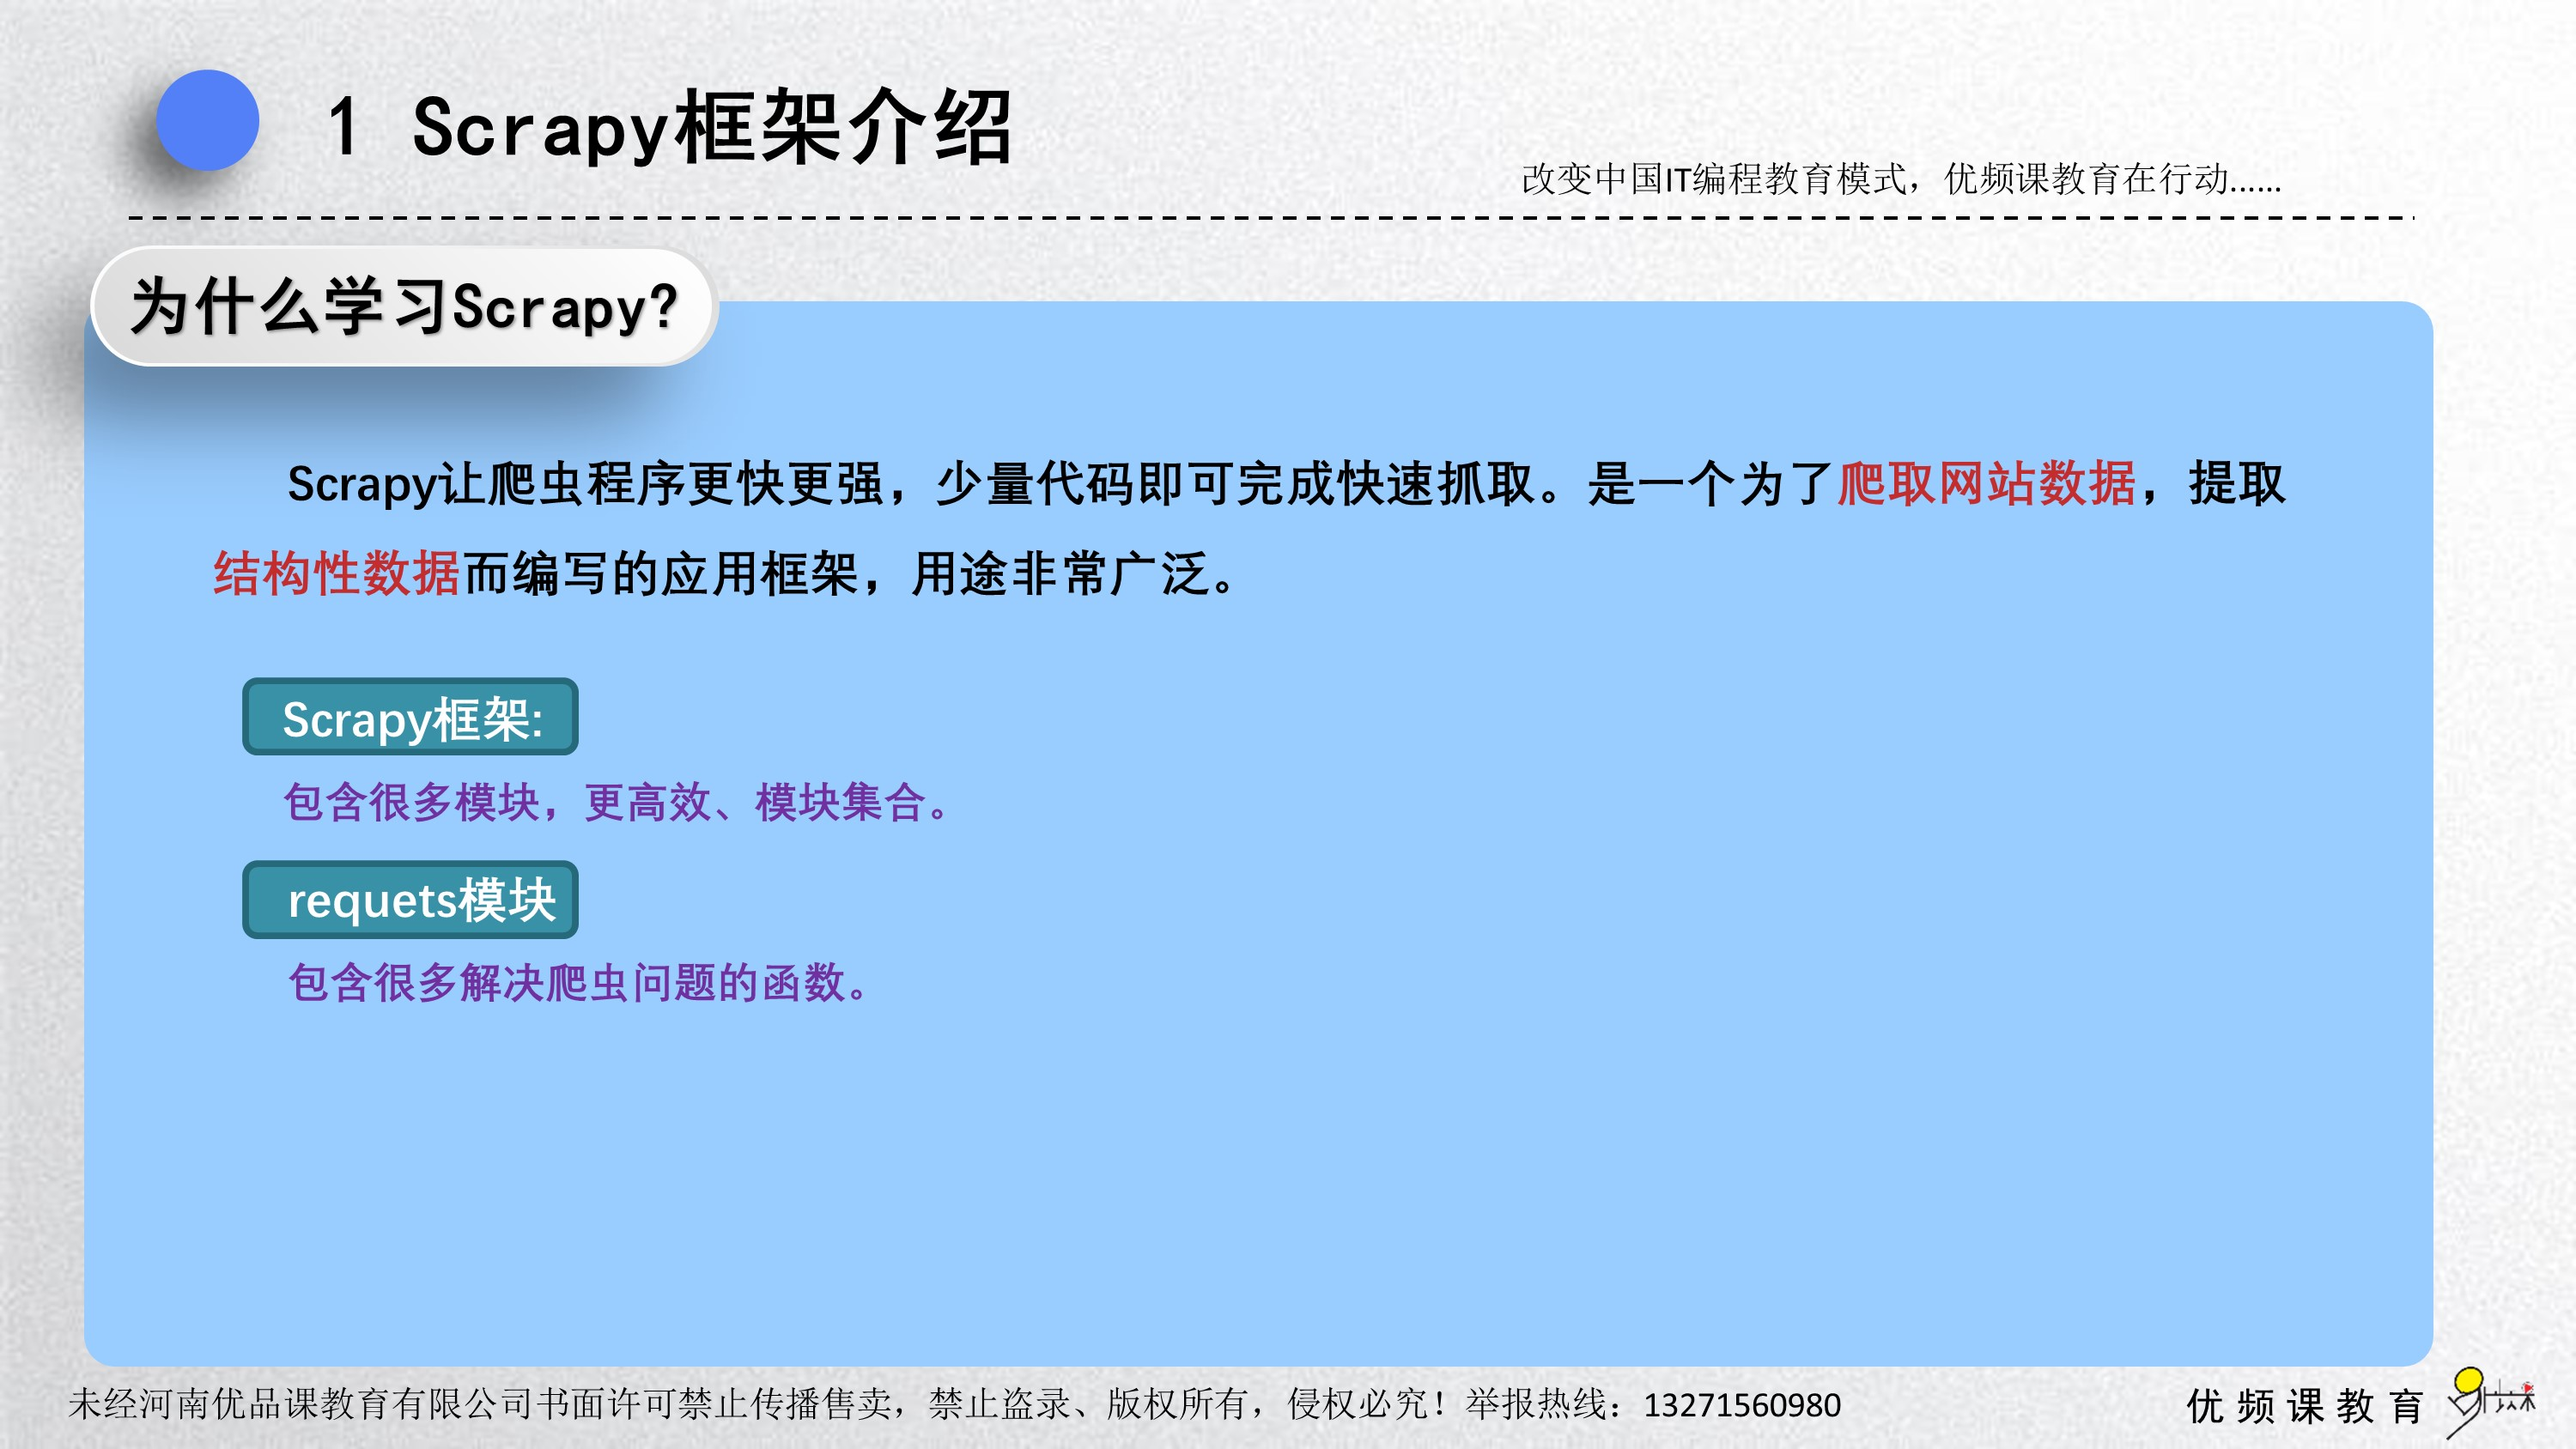 1 Scrapy框架介绍
改变中国IT编程教育模式，优频课教育在行动……
为什么学习Scrapy?
Scrapy让爬虫程序更快更强，少量代码即可完成快速抓取。是一个为了爬取网站数据，提取
结构性数据而编写的应用框架，用途非常广泛。
Scrapy框架:
包含很多模块，更高效、模块集合。
requets模块
包含很多解决爬虫问题的函数。
未经河南优品课教育有限公司书面许可禁止传播售卖，禁止盗录、版权所有，侵权必究！举报热线：13271560980
优频课教育